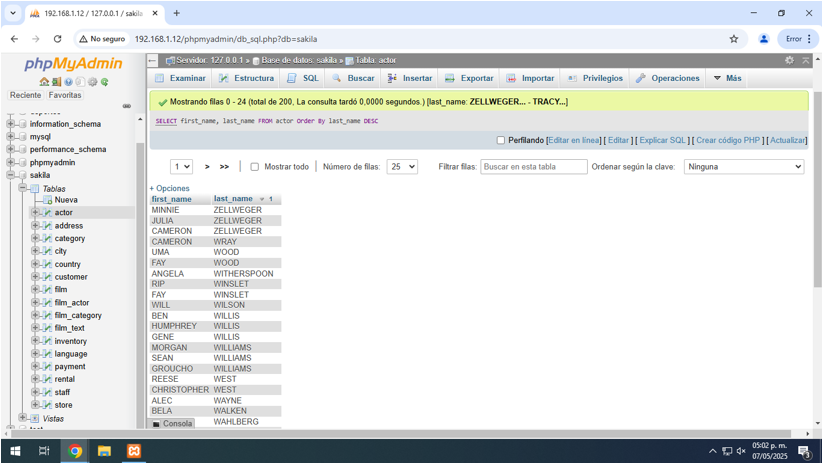 192.168.1.12 / 127.0.0.1 / sakila
No seguro
192.168.1.12/phpmyadmin/db_sql.php?db=sakila
Error
phpMyAdmin
Reciente Favoritas
information_schema
mysql
performance_schema
phpmyadmin
sakila
Tablas
Nueva
actor
address
category
city
country
customer
film
film_actor
film_category
film_text
inventory
language
payment
rental
staff
store
Vistas
Servidor: 127.0.0.1 » Base de datos: sakila » Tabla: actor
Examinar Estructura SQL Buscar Insertar Exportar Importar Privilegios Operaciones Más
Mostrando filas 0 - 24 (total de 200, La consulta tardó 0,0000 segundos.) [last_name: ZELLWEGER... - TRACY...]
SELECT first_name, last_name FROM actor Order By last_name DESC
Perfilando [Editar en línea] [ Editar ] [ Explicar SQL ] [ Crear código PHP ] [ Actualizar]
1 > >> Mostrar todo Número de filas: 25 Filtrar filas: Buscar en esta tabla Ordenar según la clave: Ninguna
+ Opciones
first_name last_name 1
MINNIE ZELLWEGER
JULIA ZELLWEGER
CAMERON ZELLWEGER
CAMERON WRAY
UMA WOOD
FAY WOOD
ANGELA WITHERSPOON
RIP WINSLET
FAY WINSLET
WILL WILSON
BEN WILLIS
HUMPHREY WILLIS
GENE WILLIS
MORGAN WILLIAMS
SEAN WILLIAMS
GROUCHO WILLIAMS
REESE WEST
CHRISTOPHER WEST
ALEC WAYNE
BELA WALKEN
WAHLBERG
Consola
05:02 p. m.
07/05/2025
3